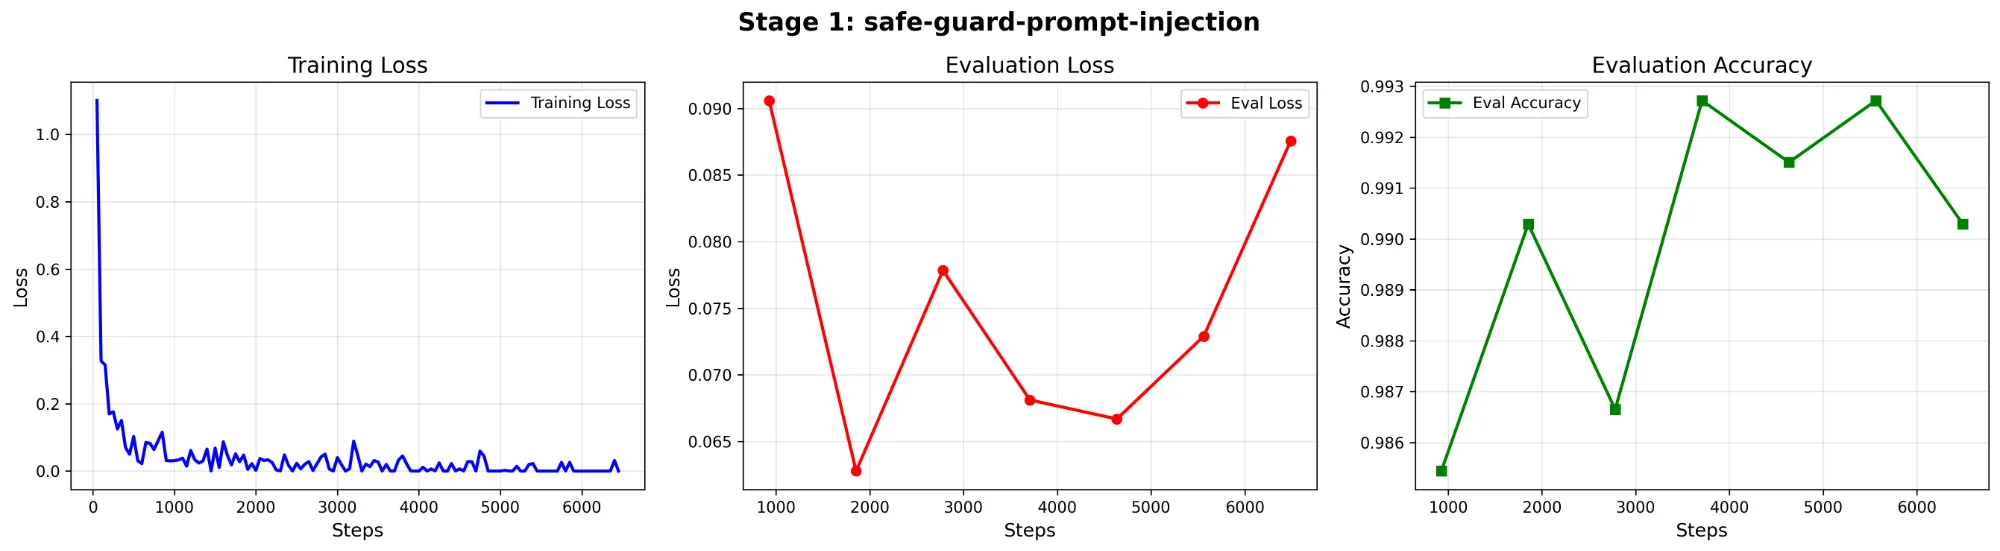 Stage 1: safe-guard-prompt-injection
Training Loss
Training Loss
1.0
0.8
0.6
0.4
0.2
0.0
Loss
0 1000 2000 3000 4000 5000 6000
Steps
Evaluation Loss
Eval Loss
0.090
0.085
0.080
0.075
0.070
0.065
Loss
1000 2000 3000 4000 5000 6000
Steps
Evaluation Accuracy
Eval Accuracy
0.993
0.992
0.991
0.990
0.989
0.988
0.987
0.986
Accuracy
1000 2000 3000 4000 5000 6000
Steps